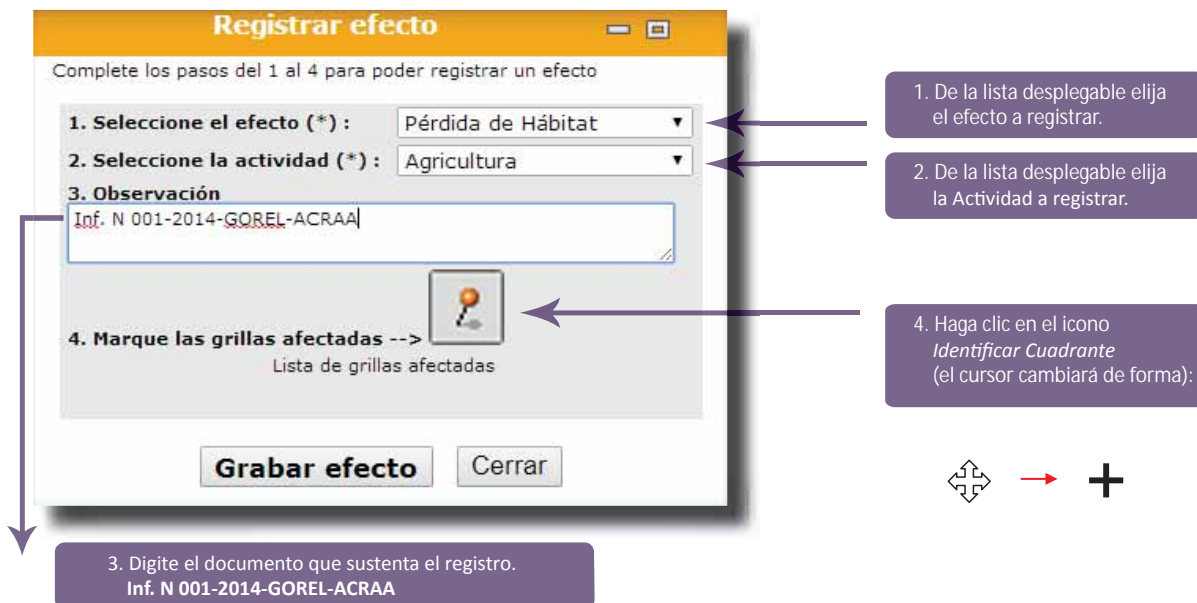 Registrar efecto
Complete los pasos del 1 al 4 para poder registrar un efecto
1. Seleccione el efecto (*) : Pérdida de Hábitat
2. Seleccione la actividad (*) : Agricultura
3. Observación
Inf. N 001-2014-GOREL-ACRAA
4. Marque las grillas afectadas -->
Lista de grillas afectadas
Grabar efecto Cerrar
1. De la lista desplegable elija
el efecto a registrar.
2. De la lista desplegable elija
la Actividad a registrar.
4. Haga clic en el icono
Identificar Cuadrante
(el cursor cambiará de forma):
3. Digite el documento que sustenta el registro.
Inf. N 001-2014-GOREL-ACRAA